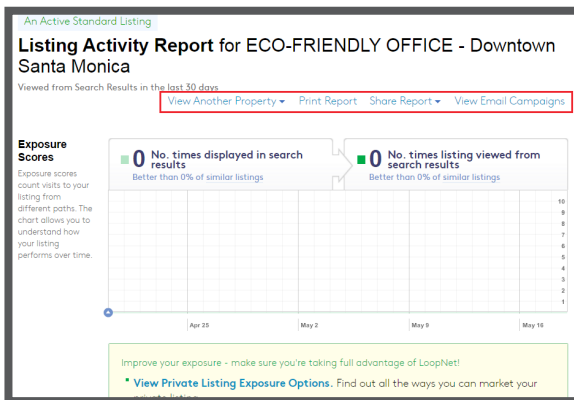 An Active Standard Listing
Listing Activity Report for ECO-FRIENDLY OFFICE - Downtown
Santa Monica
Viewed from Search Results in the last 30 days
View Another Property Print Report Share Report View Email Campaigns
Exposure
Scores
Exposure scores
count visits to your
listing from
different paths. The
chart allows you to
understand how
your listing
performs over time.
0 No. times displayed in search
results
Better than 0% of similar listings
0 No. times listing viewed from
search results
Better than 0% of similar listings
10
9
8
7
6
5
4
3
2
1
Apr 25 May 2 May 9 May 16
Improve your exposure - make sure you're taking full advantage of LoopNet!
View Private Listing Exposure Options. Find out all the ways you can market your
private listing